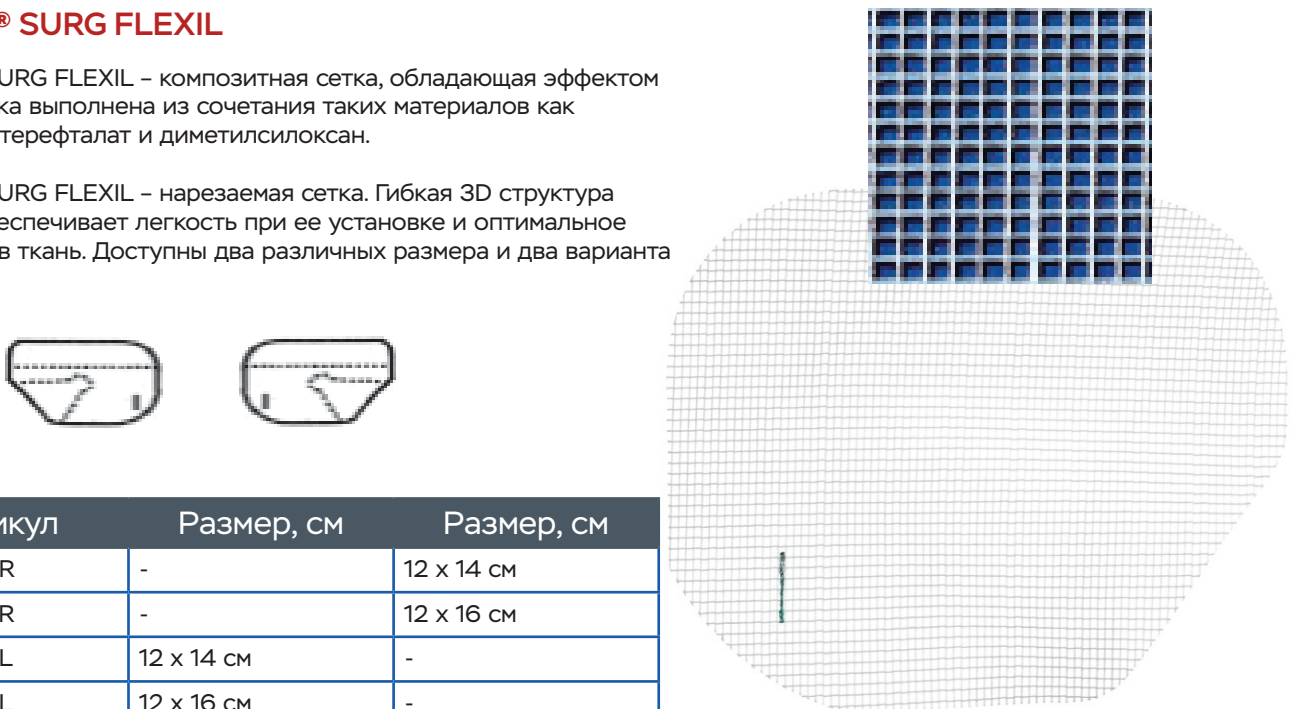 ® SURG FLEXIL
URG FLEXIL – композитная сетка, обладающая эффектом
ка выполнена из сочетания таких материалов как
терефталат и диметилсилоксан.
URG FLEXIL – нарезаемая сетка. Гибкая 3D структура
еспечивает легкость при ее установке и оптимальное
в ткань. Доступны два различных размера и два варианта
икул Размер, см Размер, см
R - 12 x 14 см
R - 12 x 16 см
L 12 x 14 см -
L 12 x 16 см -